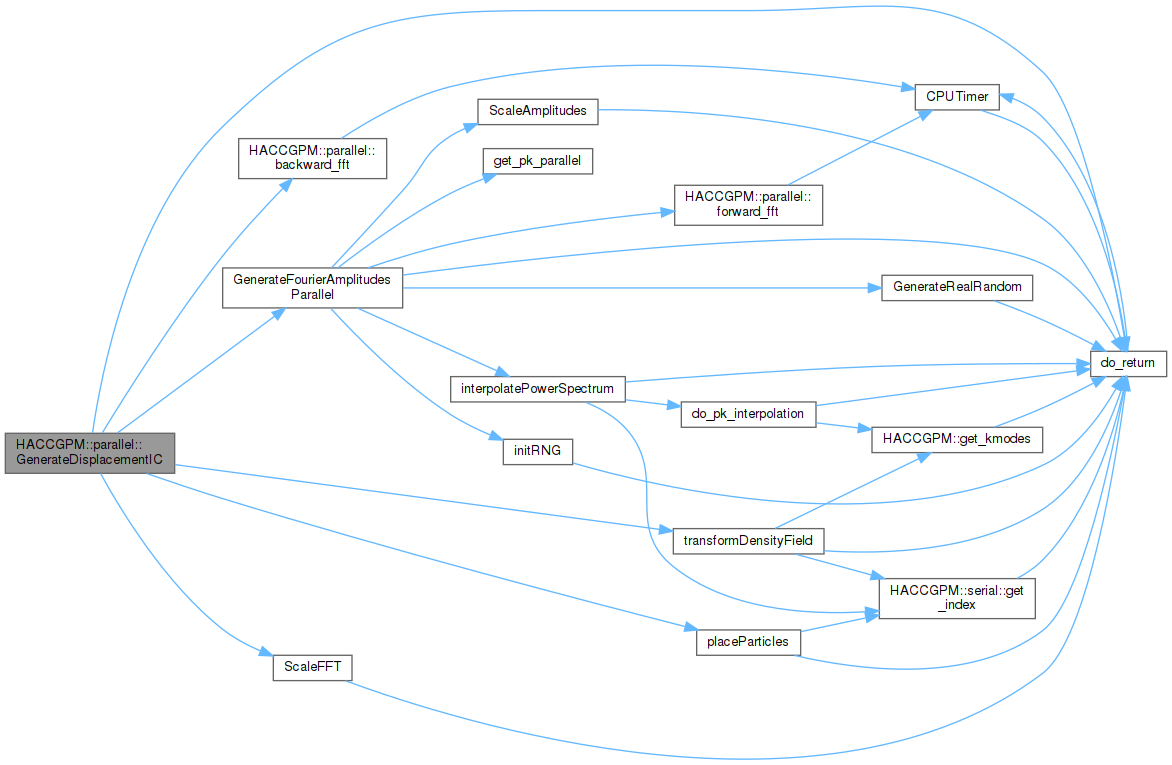 CPUTimer
ScaleAmplitudes
HACCGPM::parallel::
backward_fft
get_pk_parallel
HACCGPM::parallel::
forward_fft
GenerateFourierAmplitudes
Parallel
GenerateRealRandom
do_return
interpolatePowerSpectrum
do_pk_interpolation
HACCGPM::parallel::
GenerateDisplacementIC
initRNG
HACCGPM::get_kmodes
transformDensityField
HACCGPM::serial::get
_index
placeParticles
ScaleFFT